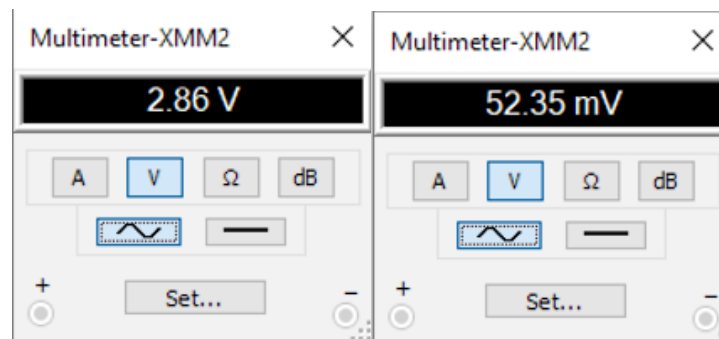 Multimeter-XMM2 X
2.86 V
A V Ω dB
+ Set... -
Multimeter-XMM2 X
52.35 mV
A V Ω dB
+ Set... -